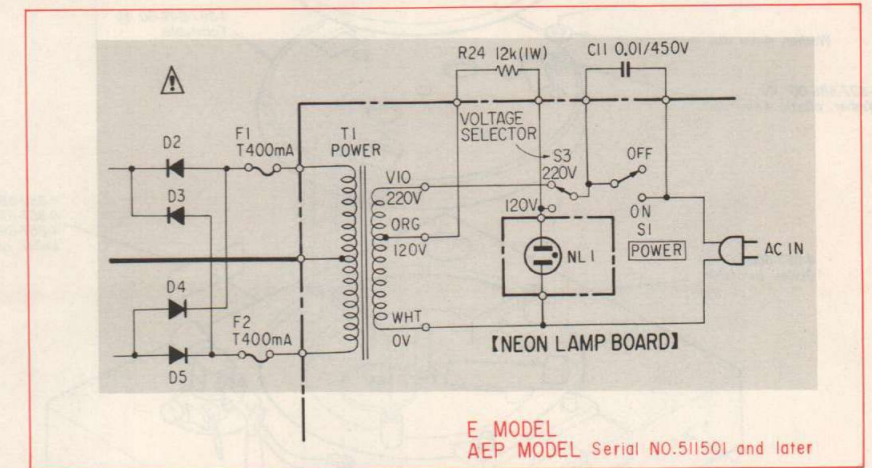 R24 12k(1W)
C11 0.01/450V
VOLTAGE
SELECTOR
D2
F1
T400mA
T1
POWER
S3
220V
OFF
D3
VIO
220V
120V
ON
S1
POWER
ORG
120V
NL1
AC IN
D4
F2
T400mA
WHT
0V
D5
【NEON LAMP BOARD】
E MODEL
AEP MODEL Serial NO.511501 and later